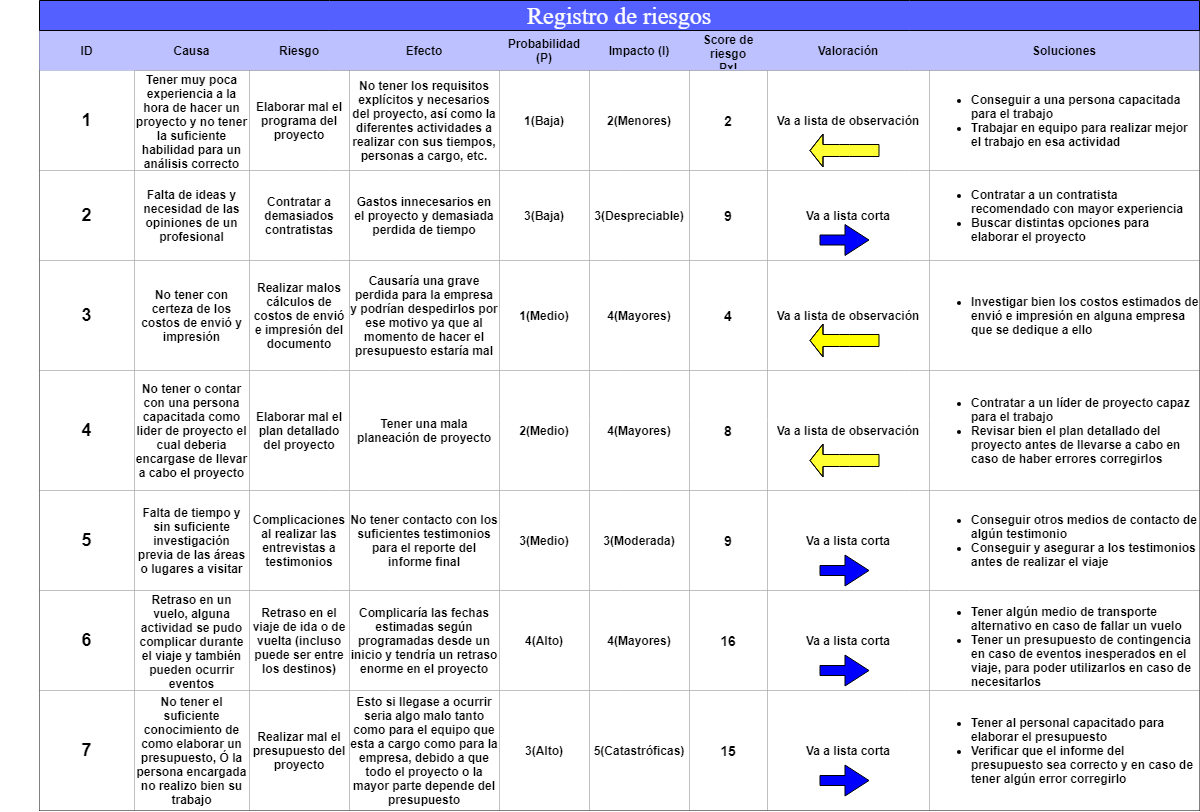 Registro de riesgos
ID
Causa
Riesgo
Efecto
Probabilidad
(P)
Impacto (I)
Score de
riesgo
PxI
Valoración
Soluciones
1
Tener muy poca
experiencia a la
hora de hacer un
proyecto y no tener
la suficiente
habilidad para un
análisis correcto
Elaborar mal el
programa del
proyecto
No tener los requisitos
explícitos y necesarios
del proyecto, así como la
diferentes actividades a
realizar con sus tiempos,
personas a cargo, etc.
1(Baja)
2(Menores)
2
Va a lista de observación
Conseguir a una persona capacitada
para el trabajo
Trabajar en equipo para realizar mejor
el trabajo en esa actividad
2
Falta de ideas y
necesidad de las
opiniones de un
profesional
Contratar a
demasiados
contratistas
Gastos innecesarios en
el proyecto y demasiada
perdida de tiempo
3(Baja)
3(Despreciable)
9
Va a lista corta
Contratar a un contratista
recomendado con mayor experiencia
Buscar distintas opciones para
elaborar el proyecto
3
No tener con
certeza de los
costos de envió y
impresión
Realizar malos
cálculos de
costos de envió
e impresión del
documento
Causaría una grave
perdida para la empresa
y podrían despedirlos por
ese motivo ya que al
momento de hacer el
presupuesto estaría mal
1(Medio)
4(Mayores)
4
Va a lista de observación
Investigar bien los costos estimados de
envió e impresión en alguna empresa
que se dedique a ello
4
No tener o contar
con una persona
capacitada como
lider de proyecto el
cual deberia
encargase de llevar
a cabo el proyecto
Elaborar mal el
plan detallado
del proyecto
Tener una mala
planeación de proyecto
2(Medio)
4(Mayores)
8
Va a lista de observación
Contratar a un líder de proyecto capaz
para el trabajo
Revisar bien el plan detallado del
proyecto antes de llevarse a cabo en
caso de haber errores corregirlos
5
Falta de tiempo y
sin suficiente
investigación
previa de las áreas
o lugares a visitar
Complicaciones
al realizar las
entrevistas a
testimonios
No tener contacto con los
suficientes testimonios
para el reporte del
informe final
3(Medio)
3(Moderada)
9
Va a lista corta
Conseguir otros medios de contacto de
algún testimonio
Conseguir y asegurar a los testimonios
antes de realizar el viaje
6
Retraso en un
vuelo, alguna
actividad se pudo
complicar durante
el viaje y también
pueden ocurrir
eventos
Retraso en el
viaje de ida o de
vuelta (incluso
puede ser entre
los destinos)
Complicaría las fechas
estimadas según
programadas desde un
inicio y tendría un retraso
enorme en el proyecto
4(Alto)
4(Mayores)
16
Va a lista corta
Tener algún medio de transporte
alternativo en caso de fallar un vuelo
Tener un presupuesto de contingencia
en caso de eventos inesperados en el
viaje, para poder utilizarlos en caso de
necesitarlos
7
No tener el
suficiente
conocimiento de
como elaborar un
presupuesto, Ó la
persona encargada
no realizo bien su
trabajo
Realizar mal el
presupuesto del
proyecto
Esto si llegase a ocurrir
seria algo malo tanto
como para el equipo que
esta a cargo como para la
empresa, debido a que
todo el proyecto o la
mayor parte depende del
presupuesto
3(Alto)
5(Catastróficas)
15
Va a lista corta
Tener al personal capacitado para
elaborar el presupuesto
Verificar que el informe del
presupuesto sea correcto y en caso de
tener algún error corregirlo